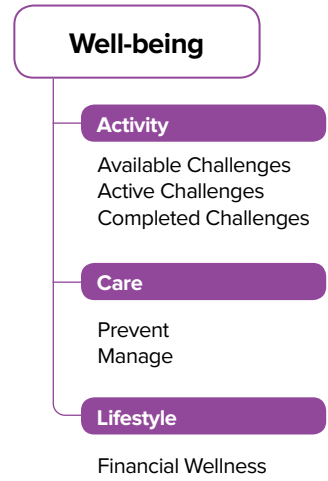 Well-being
Activity
Available Challenges
Active Challenges
Completed Challenges
Care
Prevent
Manage
Lifestyle
Financial Wellness